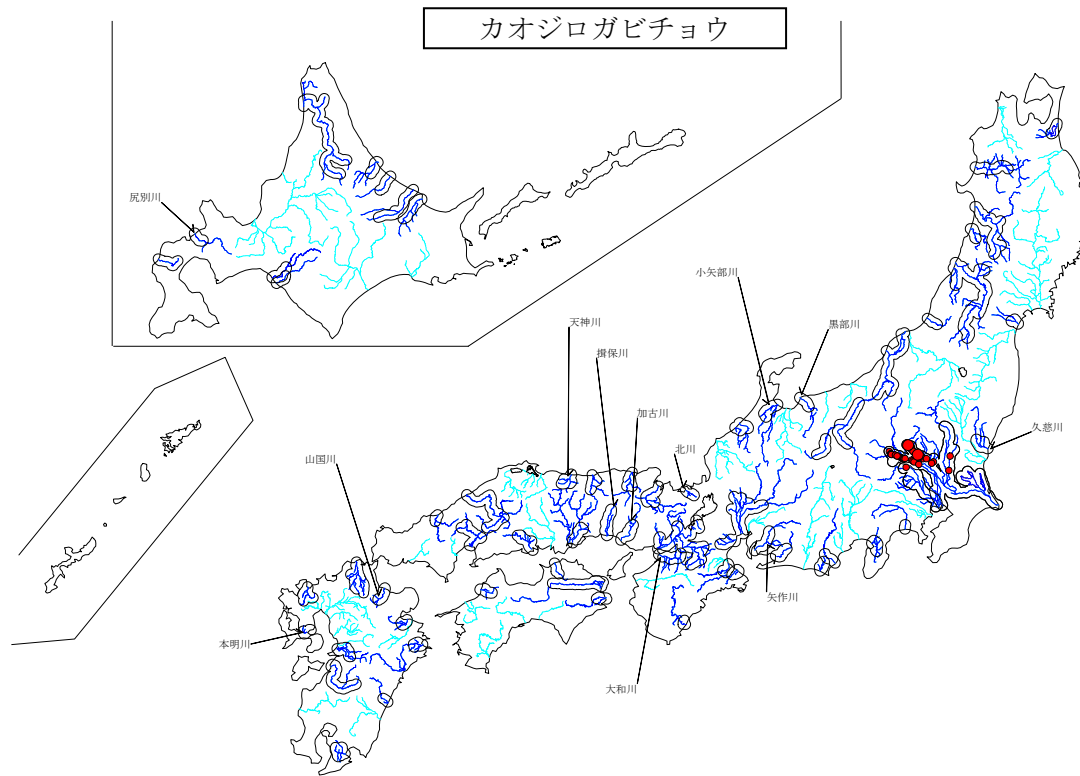 カオジロガビチョウ
尻別川
小矢部川
黒部川
天神川
揖保川
加古川
北川
久慈川
山国川
矢作川
本明川
大和川